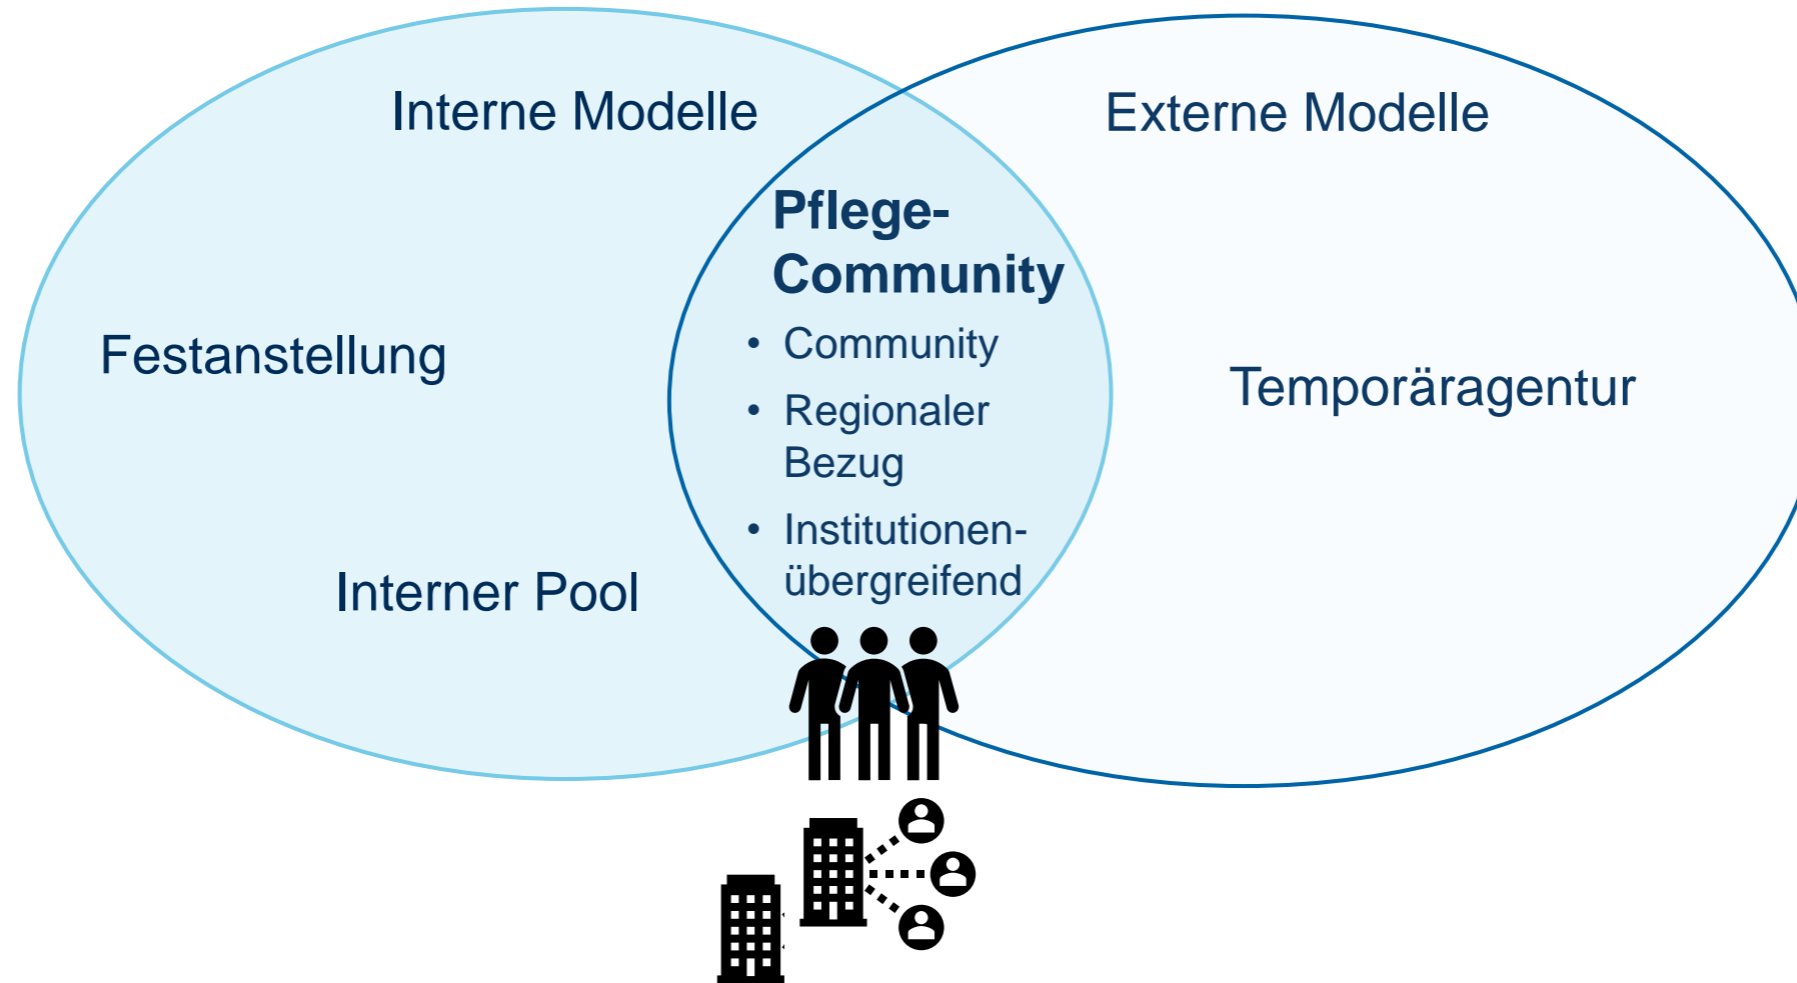 Interne Modelle
Externe Modelle
Festanstellung
Interner Pool
Pflege-
Community
• Community
• Regionaler
Bezug
• Institutionen-
übergreifend
Temporäragentur